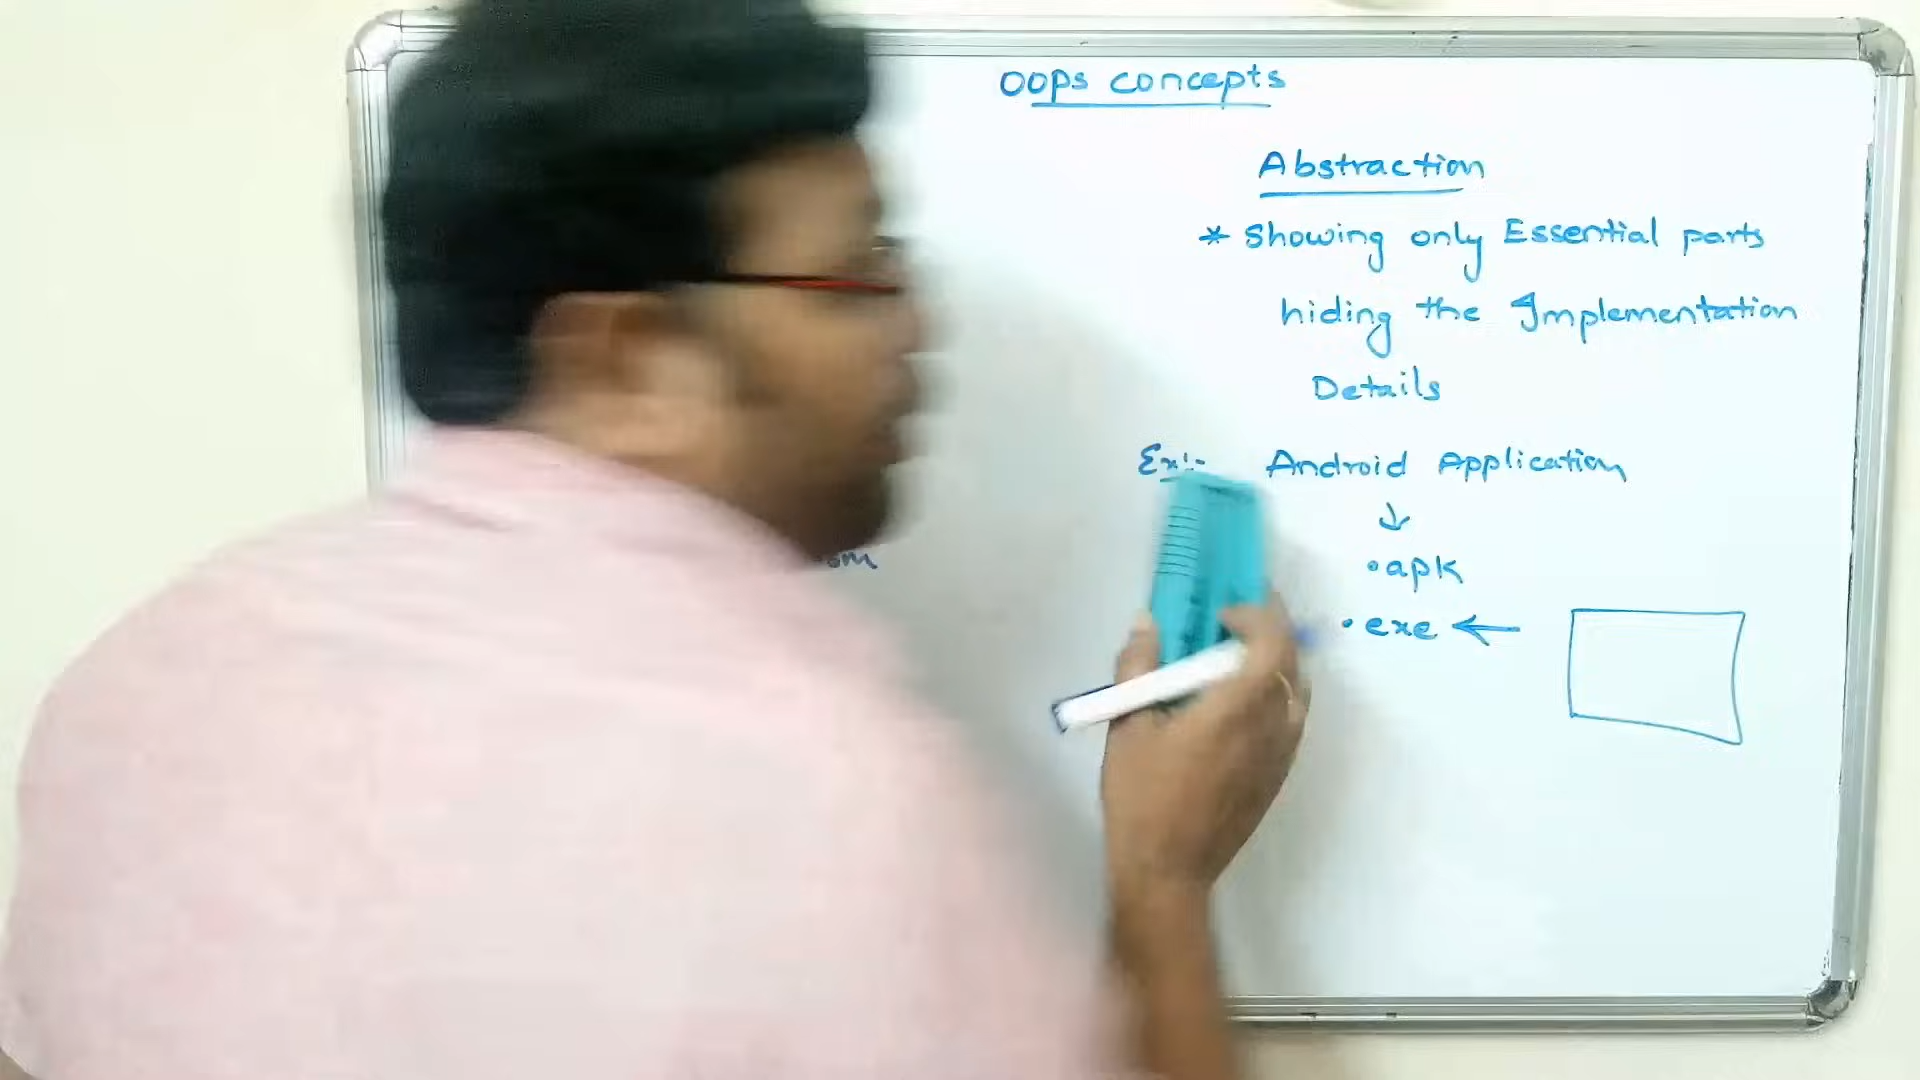 Oops concepts
Abstraction
* Showing only Essential parts
hiding the Implementation
Details
Ex:- Android Application
↓
.apk
.exe ←